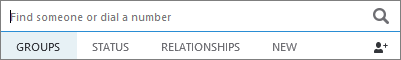 Find someone or dial a number
GROUPS STATUS RELATIONSHIPS NEW